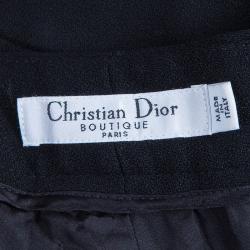 Christian Dior
BOUTIQUE
PARIS
MADE IN
ITALY